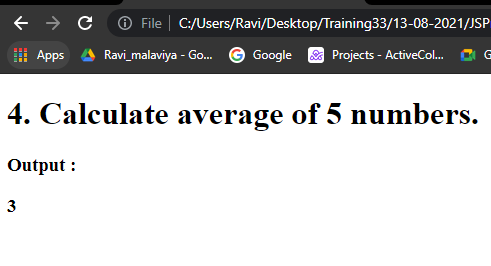 File | C:/Users/Ravi/Desktop/Training33/13-08-2021/JSP
Apps Ravi_malaviya - Go... Google Projects - ActiveCol... G
4. Calculate average of 5 numbers.
Output :
3